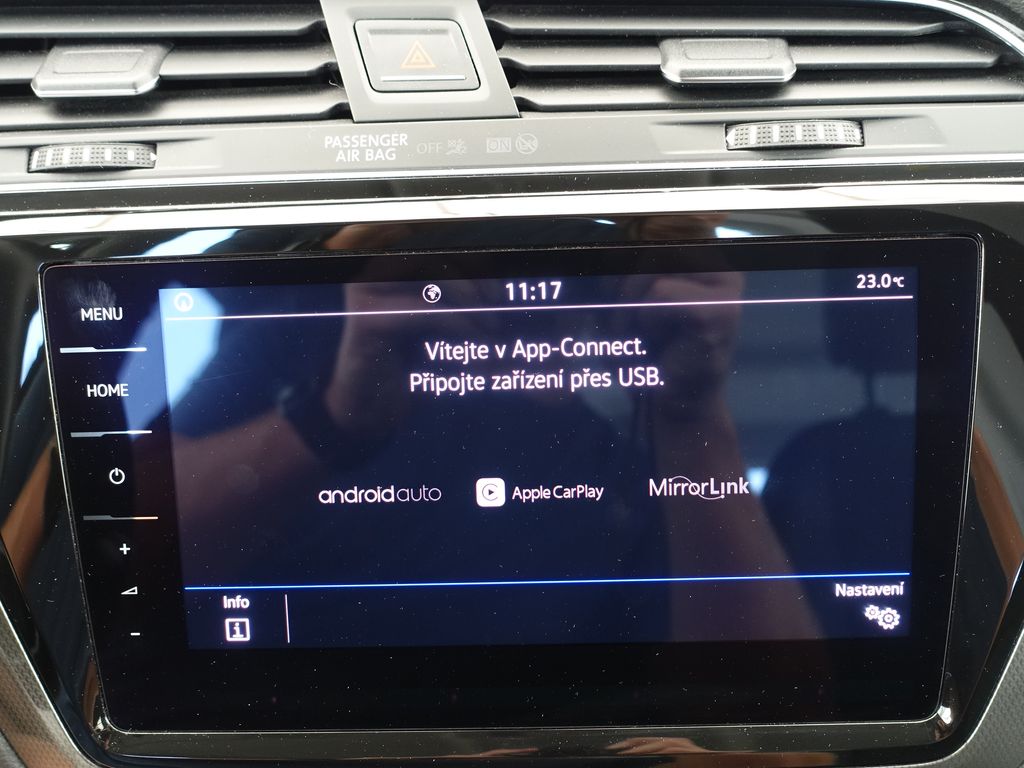 PASSENGER
AIR BAG
OFF
ON
MENU
HOME
+
-
11:17
23.0°C
Vítejte v App-Connect.
Připojte zařízení přes USB.
androidauto
Apple CarPlay
MirrorLink
Info
Nastavení